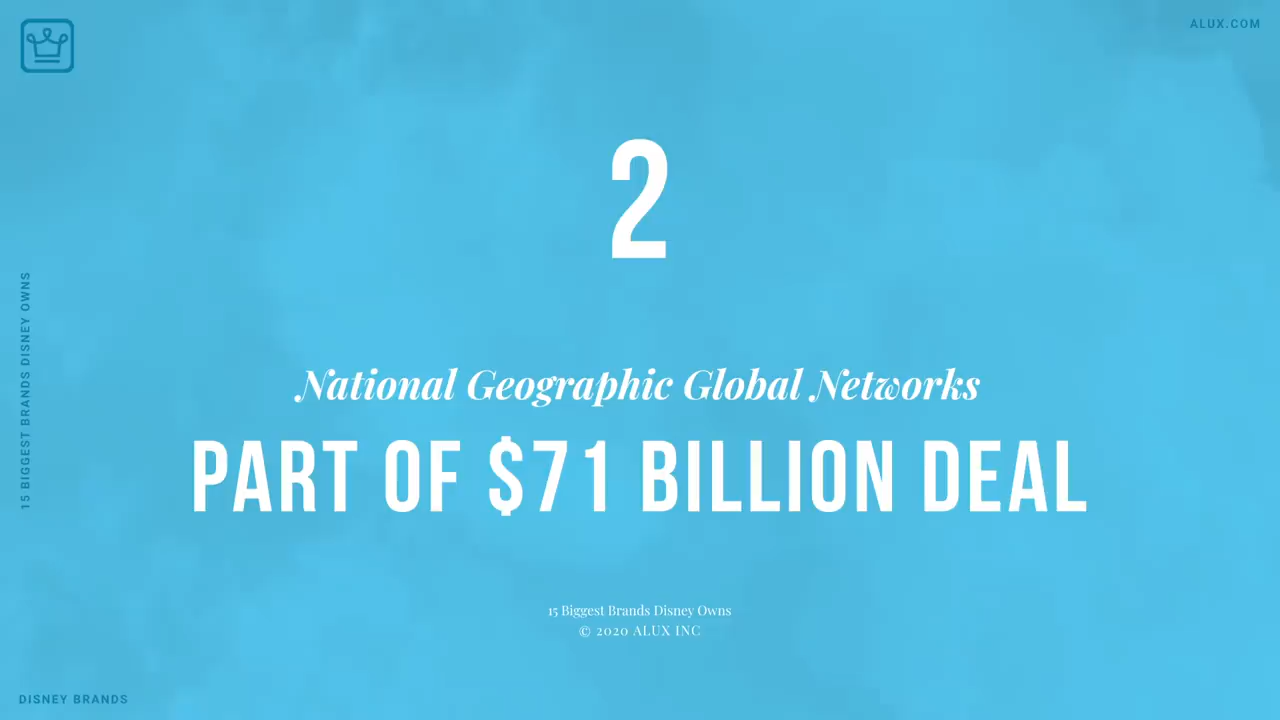 ALUX.COM
2
15 BIGGEST BRANDS DISNEY OWNS
National Geographic Global Networks
PART OF $71 BILLION DEAL
15 Biggest Brands Disney Owns
© 2020 ALUX INC
DISNEY BRANDS